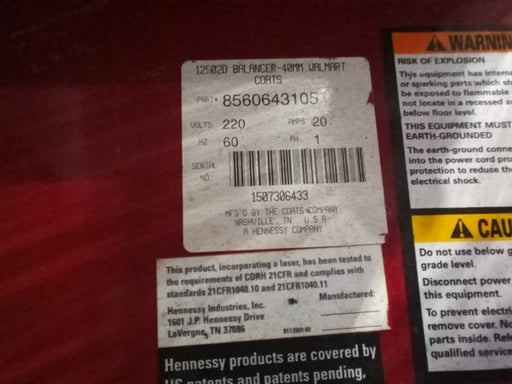 1250 2D BALANCER-40MM WALMART
COATS
PART# 8560643105
VOLTS 220 AMPS 20
HZ 60 PH 1
SERIAL
NO
1507306433
MF'D BY THE COATS COMPANY
NASHVILLE, TN U.S.A
A HENNESSY COMPANY
This product, incorporating a laser, has been tested to
the requirements of CDRH 21CFR and complies with
standards 21CFR1040.10 and 21CFR1040.11
Hennessy Industries, Inc.
1601 J.P. Hennessy Drive
LaVergne, TN 37086
Manufactured:
Hennessy products are covered by
US patents and patents pending.
WARNIN
RISK OF EXPLOSION
This equipment has interna
or sparking parts which sh
be exposed to flammable
not locate in a recessed a
below floor level.
THIS EQUIPMENT MUST
EARTH-GROUNDED
The earth-ground conne
into the power cord pro
protection to reduce the
electrical shock.
CAU
Do not use below g
grade level.
Disconnect power
this equipment.
To prevent electri
remove cover. No
parts inside. Refe
qualified service